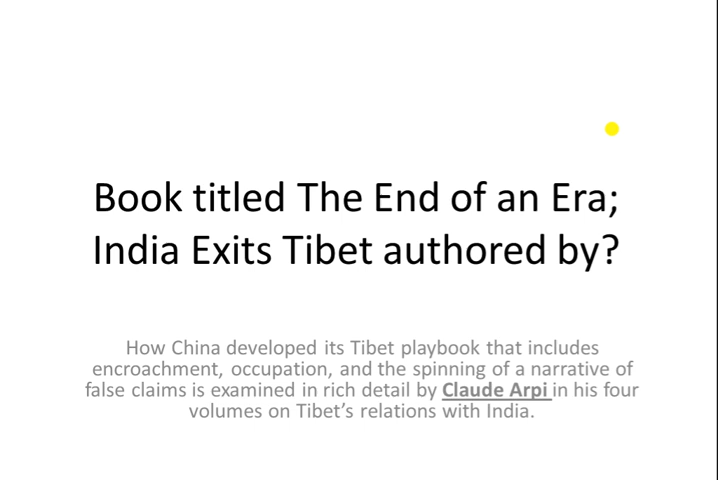 Book titled The End of an Era;
India Exits Tibet authored by?
How China developed its Tibet playbook that includes
encroachment, occupation, and the spinning of a narrative of
false claims is examined in rich detail by Claude Arpi in his four
volumes on Tibet’s relations with India.